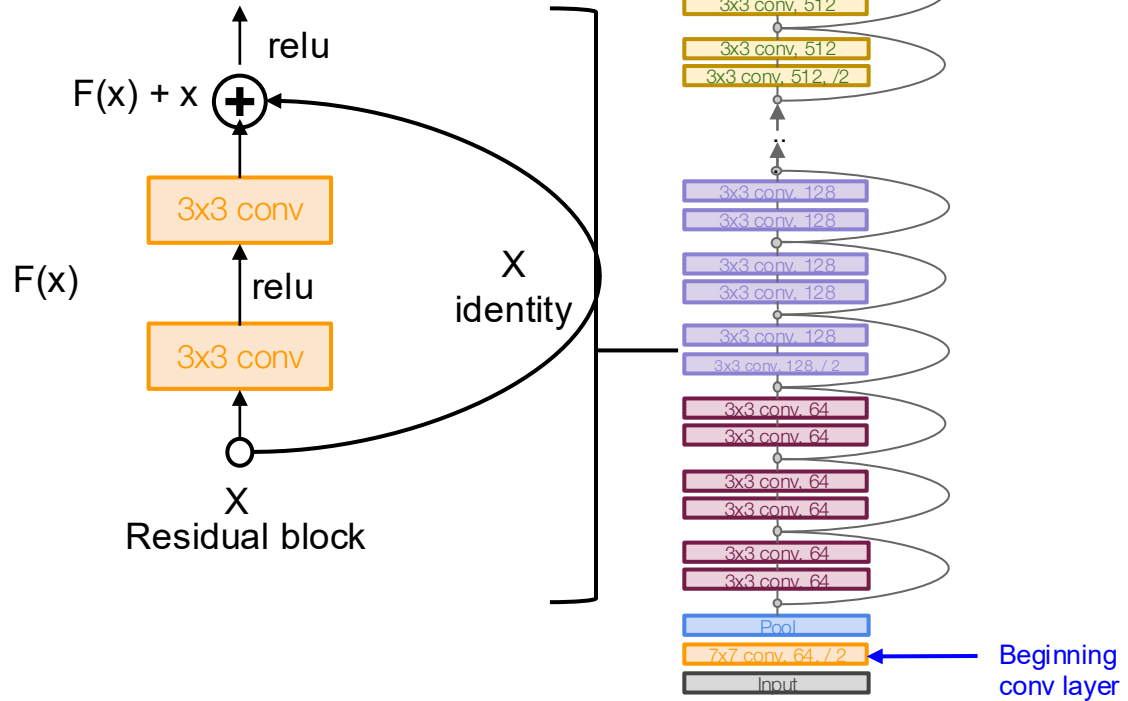 relu
F(x) + x
3x3 conv
F(x)
relu
X
identity
3x3 conv
X
Residual block
3x3 conv, 512
3x3 conv, 512
3x3 conv, 512, /2
..
3x3 conv, 128
3x3 conv, 128
3x3 conv, 128
3x3 conv, 128
3x3 conv, 128
3x3 conv, 128, / 2
3x3 conv, 64
3x3 conv, 64
3x3 conv, 64
3x3 conv, 64
3x3 conv, 64
3x3 conv, 64
Pool
7x7 conv, 64, / 2
Input
Beginning
conv layer